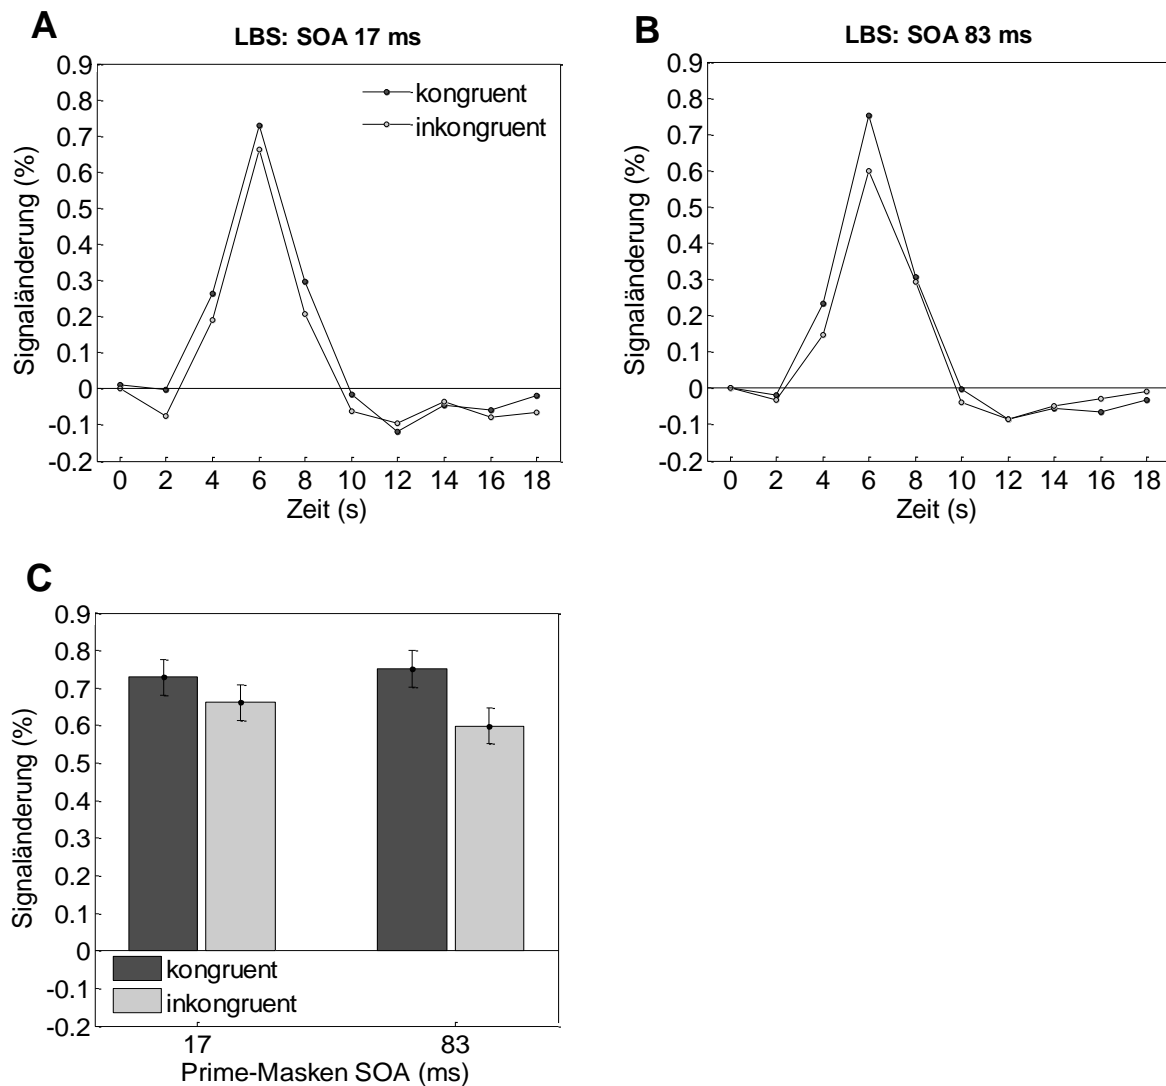 A
LBS: SOA 17 ms
0.9
0.8
0.7
0.6
0.5
0.4
0.3
0.2
0.1
0
-0.1
-0.2
Signaländerung (%)
kongruent
inkongruent
0 2 4 6 8 10 12 14 16 18
Zeit (s)
B
LBS: SOA 83 ms
0.9
0.8
0.7
0.6
0.5
0.4
0.3
0.2
0.1
0
-0.1
-0.2
Signaländerung (%)
0 2 4 6 8 10 12 14 16 18
Zeit (s)
C
0.9
0.8
0.7
0.6
0.5
0.4
0.3
0.2
0.1
0
-0.1
-0.2
Signaländerung (%)
kongruent
inkongruent
17 83
Prime-Masken SOA (ms)